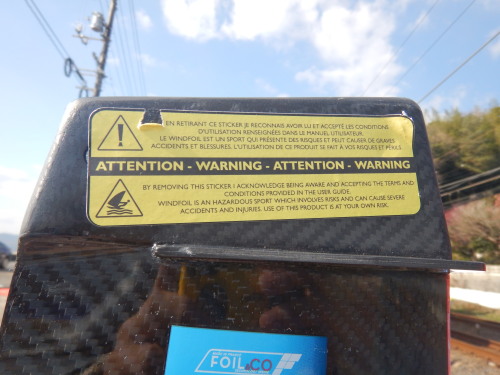 EN RETIRANT CE STICKER JE RECONNAIS AVOIR LU ET ACCEPTÉ LES CONDITIONS
D'UTILISATION RENSEIGNÉES DANS LE MANUEL UTILISATEUR.
LE WINDFOIL EST UN SPORT QUI PRÉSENTE DES RISQUES ET PEUT CAUSER DE GRAVES
ACCIDENTS ET BLESSURES. L'UTILISATION DE CE PRODUIT SE FAIT À VOS RISQUES ET PÉRILS
ATTENTION - WARNING - ATTENTION - WARNING
BY REMOVING THIS STICKER I ACKNOWLEDGE BEING AWARE AND ACCEPTING THE TERMS AND
CONDITIONS PROVIDED IN THE USER GUIDE.
WINDFOIL IS AN HAZARDOUS SPORT WHICH INVOLVES RISKS AND CAN CAUSE SEVERE
ACCIDENTS AND INJURIES. USE OF THIS PRODUCT IS AT YOUR OWN RISK.
FOIL.CO